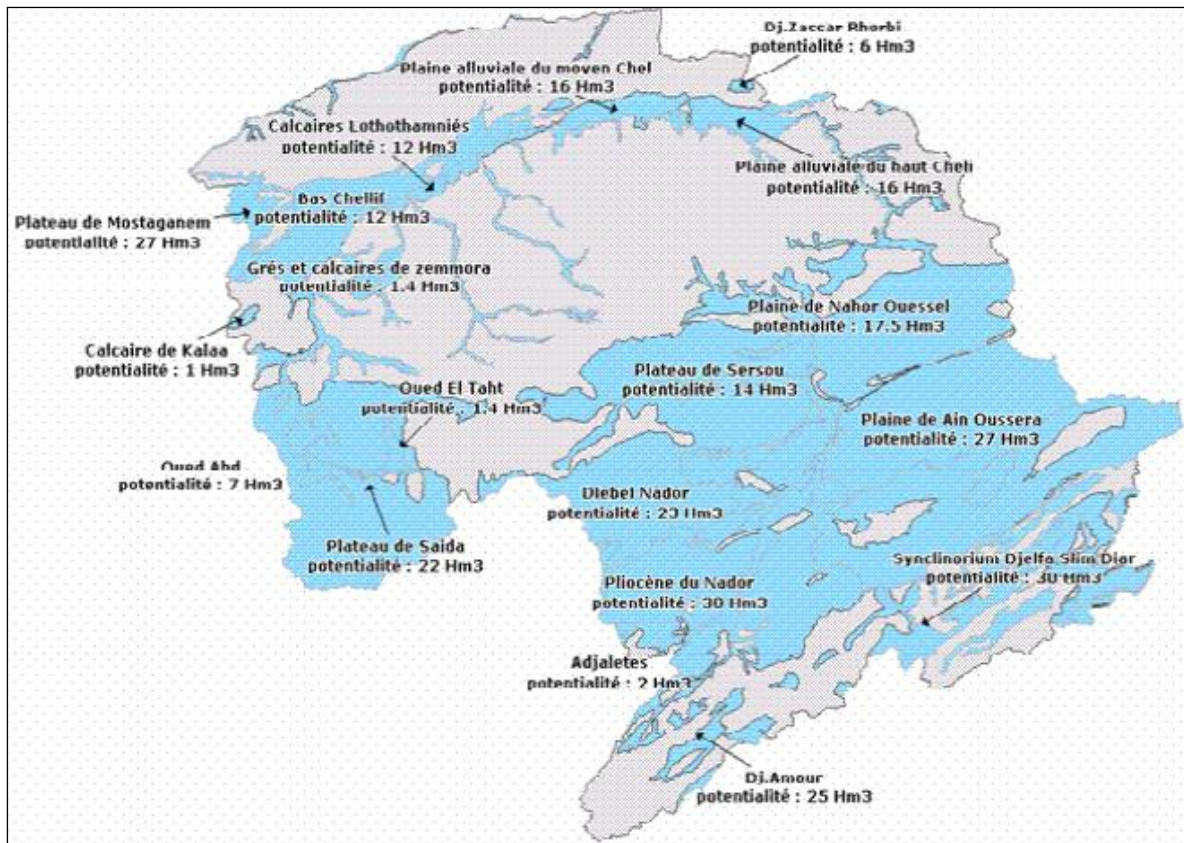 Dj.Zaccar Rhorbi
potentialité : 6 Hm3
Plaine alluviale du moyen Chel
potentialité : 16 Hm3
Calcaires Lothothamniés
potentialité : 12 Hm3
Plaine alluviale du haut Cheli
potentialité : 16 Hm3
Bas Chellif
potentialité : 12 Hm3
Plateau de Mostaganem
potentialité : 27 Hm3
Grés et calcaires de zemmora
potentialité : 1.4 Hm3
Plaine de Nahor Ouessel
potentialité : 17.5 Hm3
Calcaire de Kalaa
potentialité : 1 Hm3
Plateau de Sersou
potentialité : 14 Hm3
Oued El Taht
potentialité : 1.4 Hm3
Plaine de Ain Oussera
potentialité : 27 Hm3
Oued Abd
potentialité : 7 Hm3
Djebel Nador
potentialité : 23 Hm3
Plateau de Saida
potentialité : 22 Hm3
Synclinorium Djelfa Slim Diar
potentialité : 30 Hm3
Pliocène du Nador
potentialité : 30 Hm3
Adjaletes
potentialité : 2 Hm3
Dj.Amour
potentialité : 25 Hm3